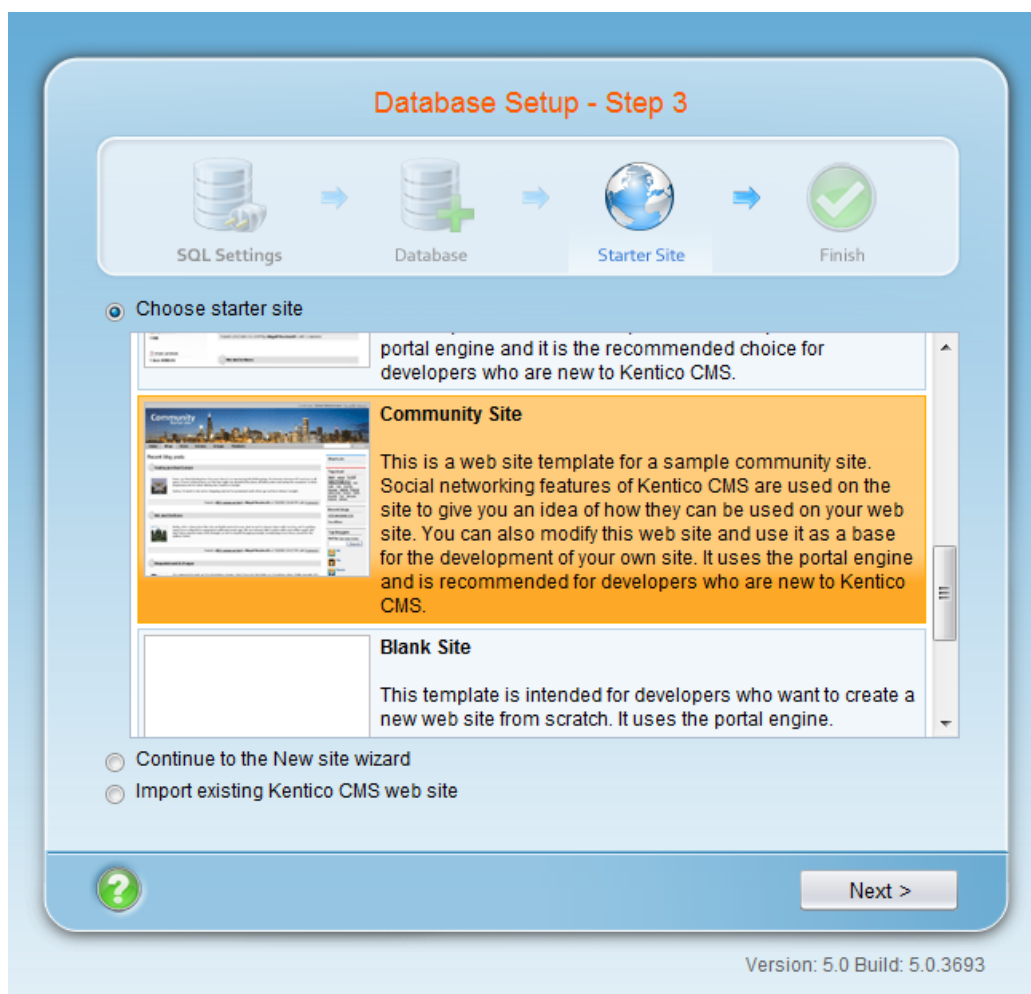 Database Setup - Step 3
SQL Settings
Database
Starter Site
Finish
Choose starter site
portal engine and it is the recommended choice for
developers who are new to Kentico CMS.
Community
Community Site
This is a web site template for a sample community site.
Social networking features of Kentico CMS are used on the
site to give you an idea of how they can be used on your web
site. You can also modify this web site and use it as a base
for the development of your own site. It uses the portal engine
and is recommended for developers who are new to Kentico
CMS.
Recent blog posts
Blank Site
This template is intended for developers who want to create a
new web site from scratch. It uses the portal engine.
Continue to the New site wizard
Import existing Kentico CMS web site
?
Next >
Version: 5.0 Build: 5.0.3693